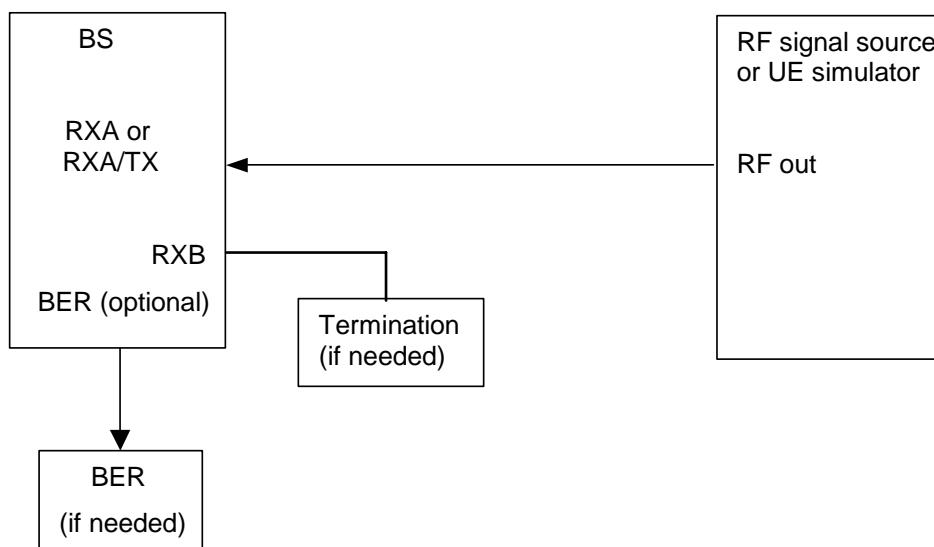 BS
RXA or
RXA/TX
RXB
BER (optional)
Termination
(if needed)
BER
(if needed)
RF signal source
or UE simulator
RF out